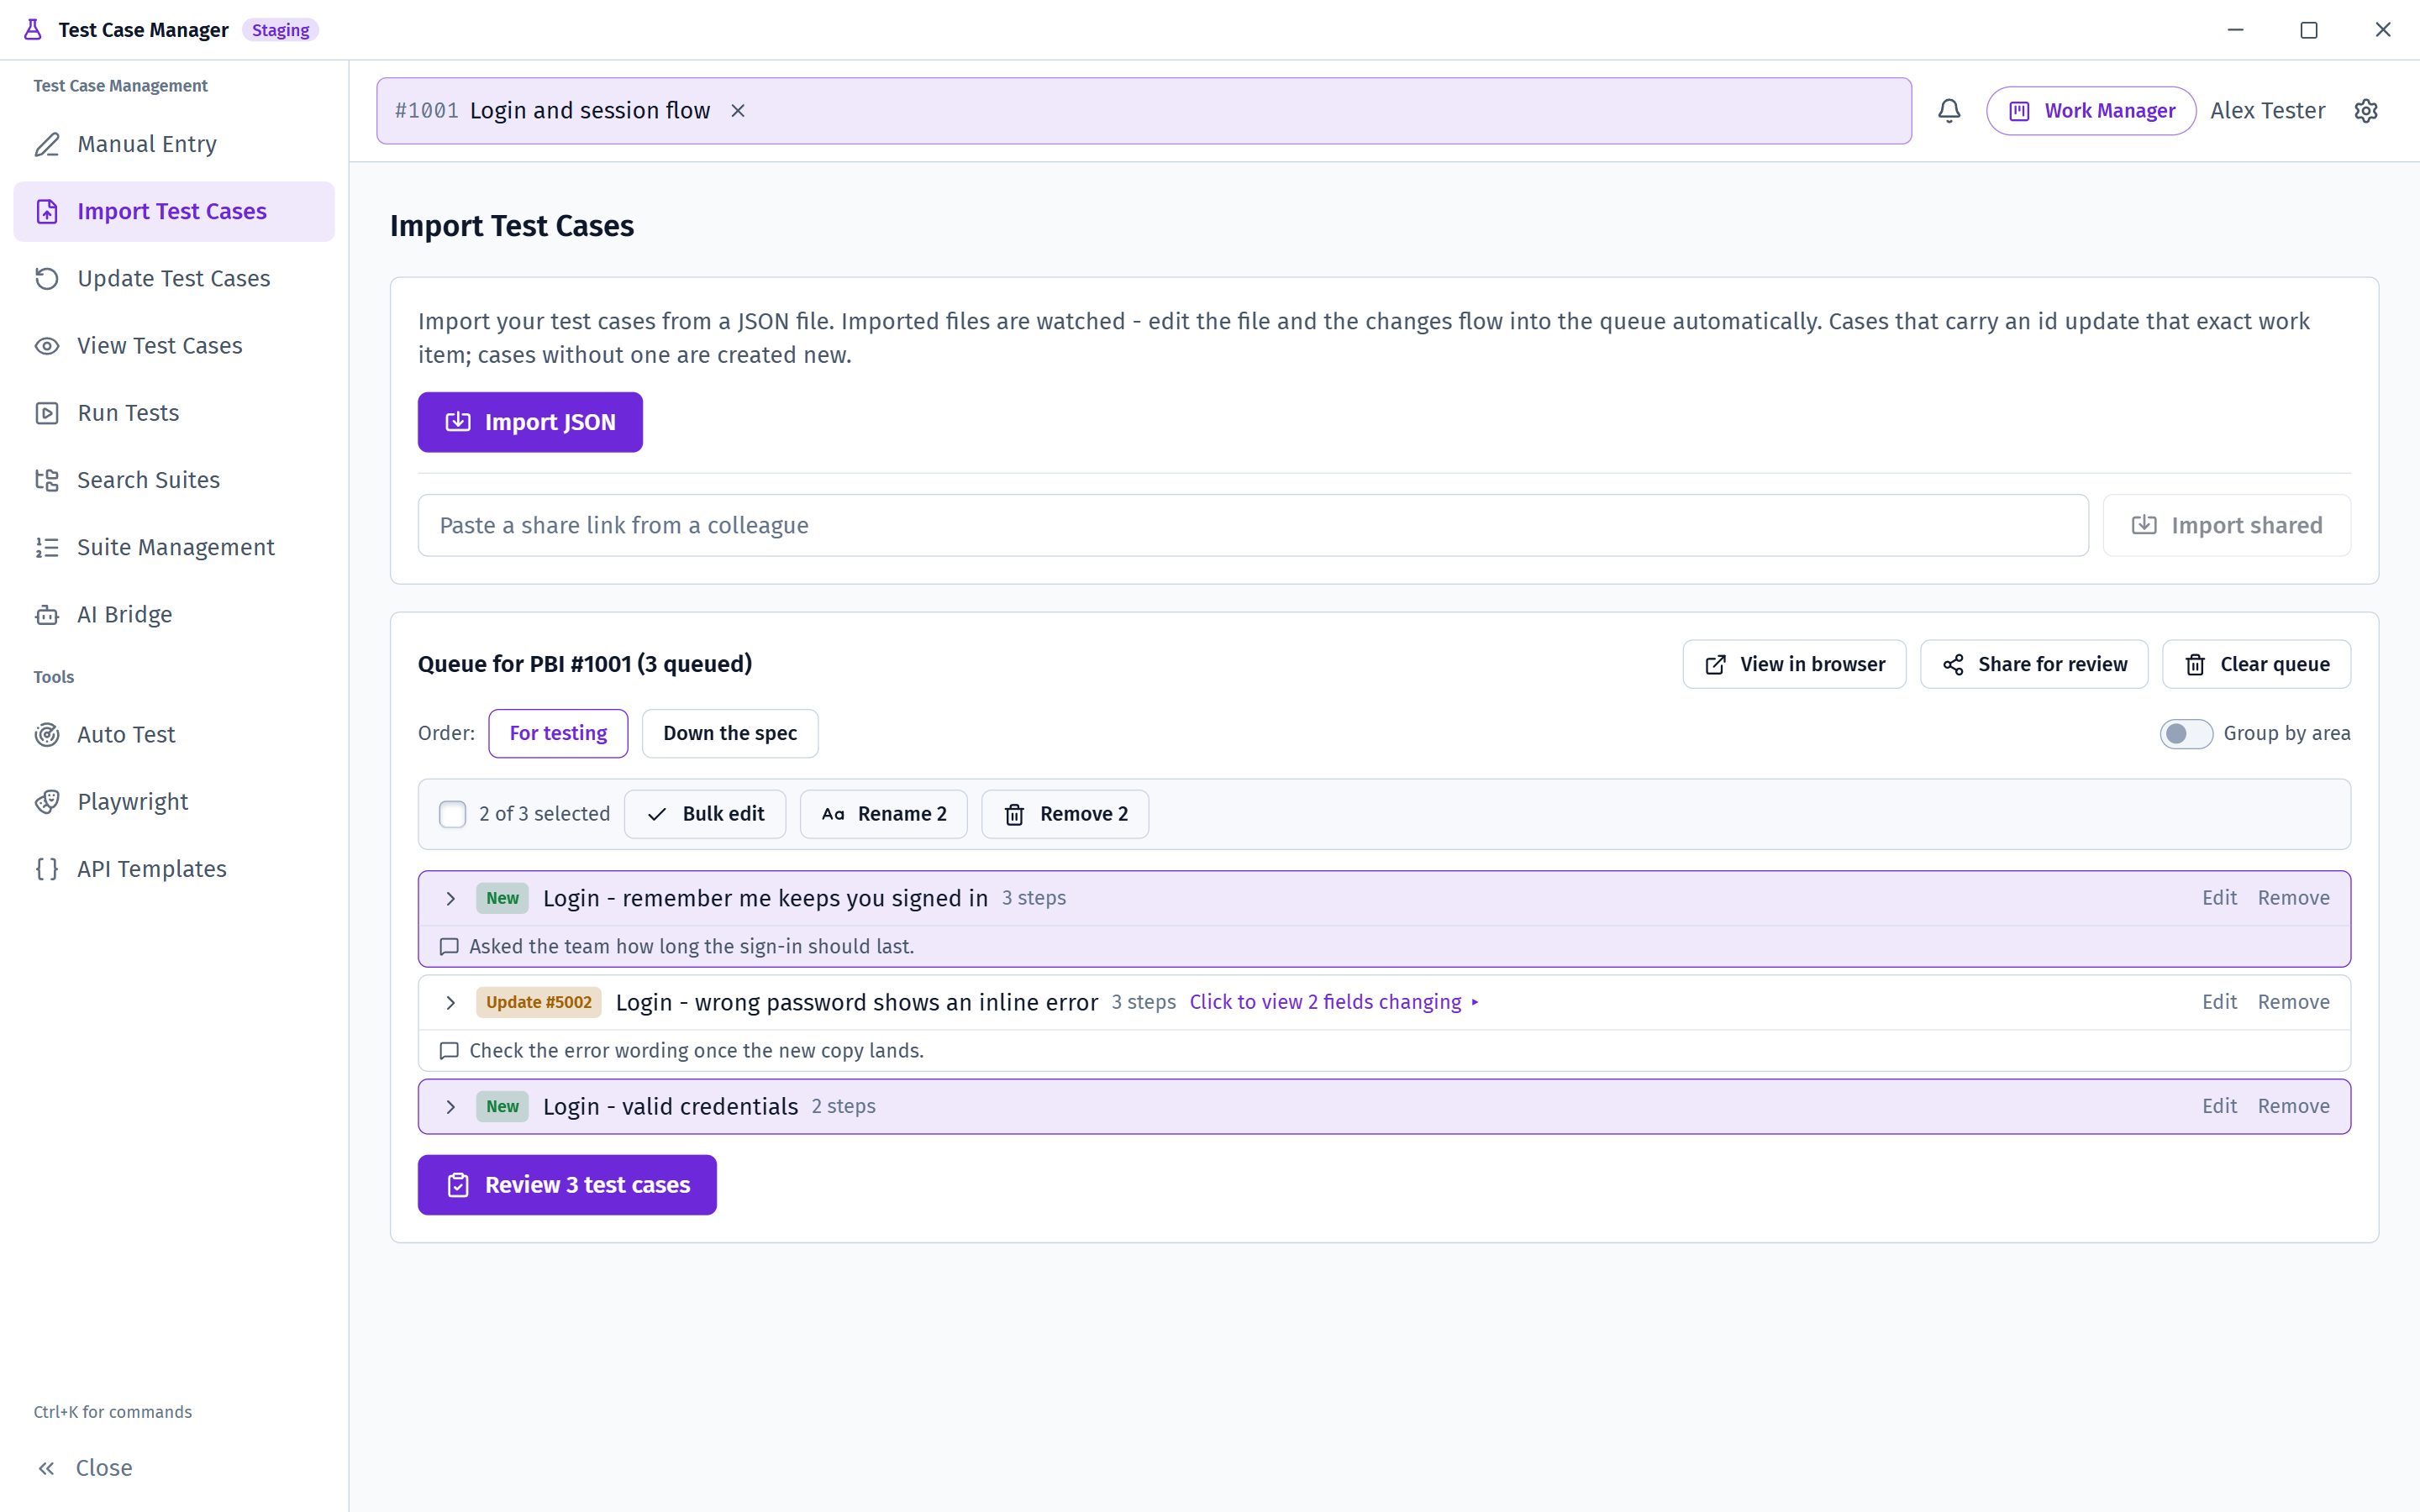 Test Case Manager Staging
Test Case Management
Manual Entry
Import Test Cases
Update Test Cases
View Test Cases
Run Tests
Search Suites
Suite Management
AI Bridge
Tools
Auto Test
Playwright
API Templates
Ctrl+K for commands
Close
#1001 Login and session flow
Work Manager
Alex Tester
Import Test Cases
Import your test cases from a JSON file. Imported files are watched - edit the file and the changes flow into the queue automatically. Cases that carry an id update that exact work
item; cases without one are created new.
Import JSON
Paste a share link from a colleague
Import shared
Queue for PBI #1001 (3 queued)
View in browser
Share for review
Clear queue
Order: For testing Down the spec
Group by area
2 of 3 selected Bulk edit Aa Rename 2 Remove 2
New Login - remember me keeps you signed in 3 steps Edit Remove
Asked the team how long the sign-in should last.
Update #5002 Login - wrong password shows an inline error 3 steps Click to view 2 fields changing ▸ Edit Remove
Check the error wording once the new copy lands.
New Login - valid credentials 2 steps Edit Remove
Review 3 test cases